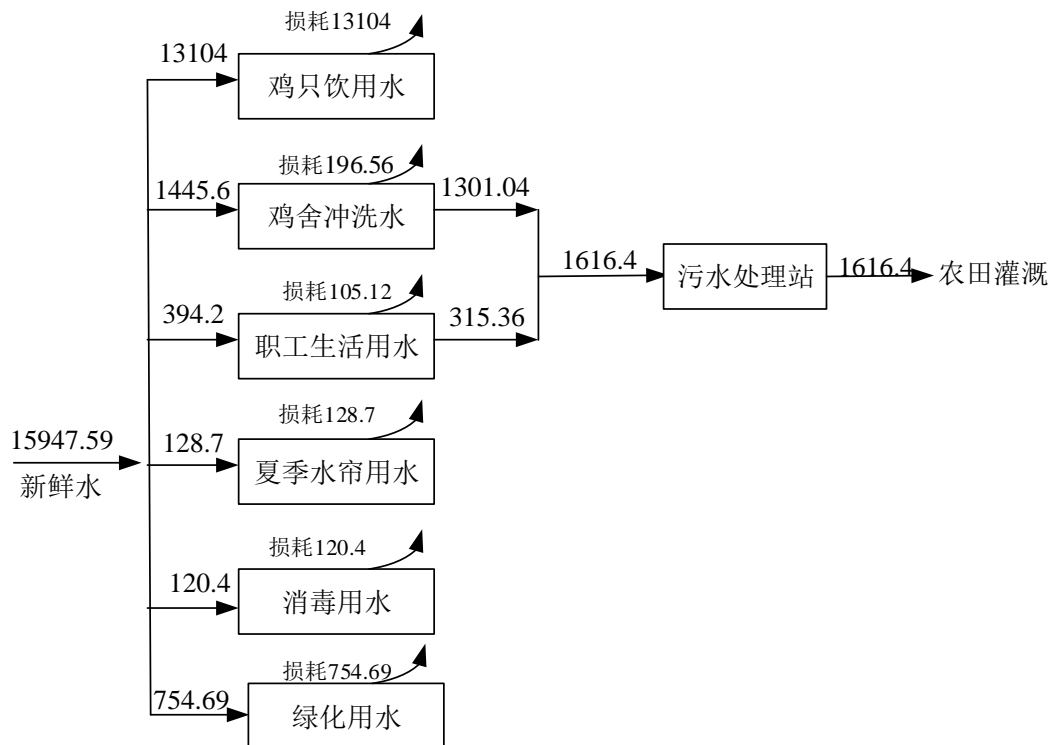 损耗13104
13104
鸡只饮用水
损耗196.56
1445.6
鸡舍冲洗水
1301.04
1616.4
污水处理站
1616.4
农田灌溉
损耗105.12
394.2
职工生活用水
315.36
15947.59
新鲜水
损耗128.7
128.7
夏季水帘用水
损耗120.4
120.4
消毒用水
损耗754.69
754.69
绿化用水